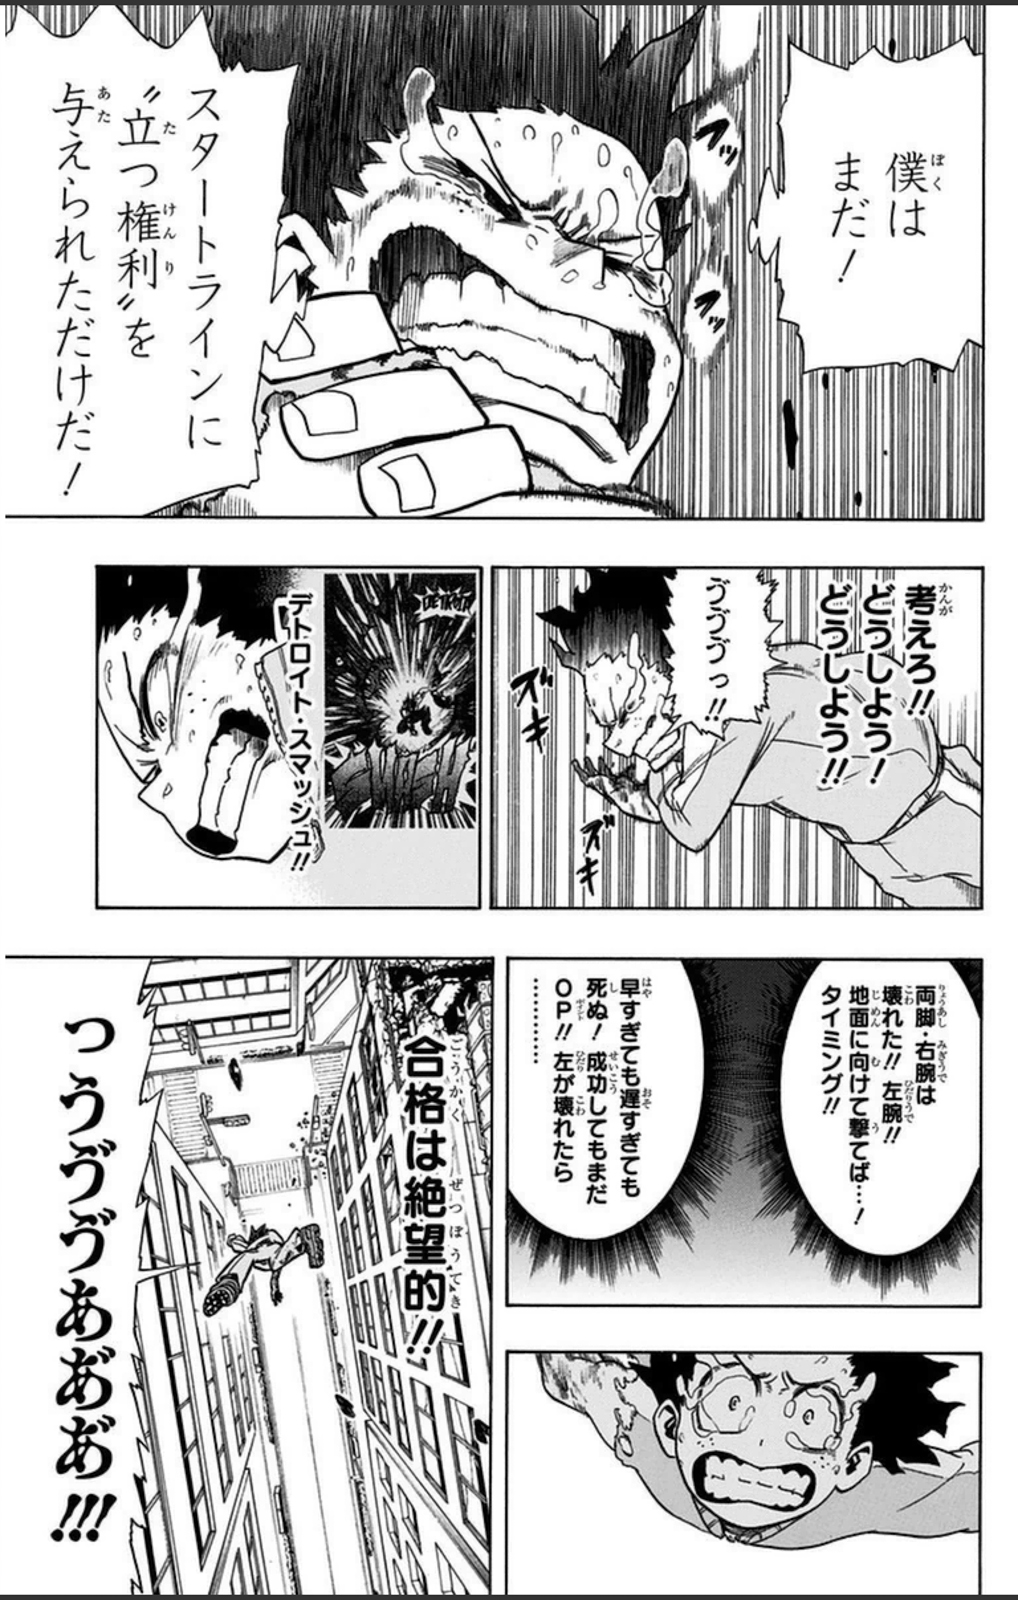 僕は
まだ！
スタートラインに
〝立つ権利〟を
与えられただけだ！
フッ
フッ
考えろ!!
どうしよう！
どうしよう!!
ゔゔゔっ!!
ズキ
ズキ
DETROIT
デトロイト・スマッシュ!!
両脚・右腕は
壊れた!! 左腕!!
地面に向けて撃てば…！
タイミング!!
早すぎても遅すぎても
死ぬ！ 成功してもまだ
OP!! 左が壊れたら
…………
合格は絶望的!!
っうゔゔあ゙あ゙あ゙!!!